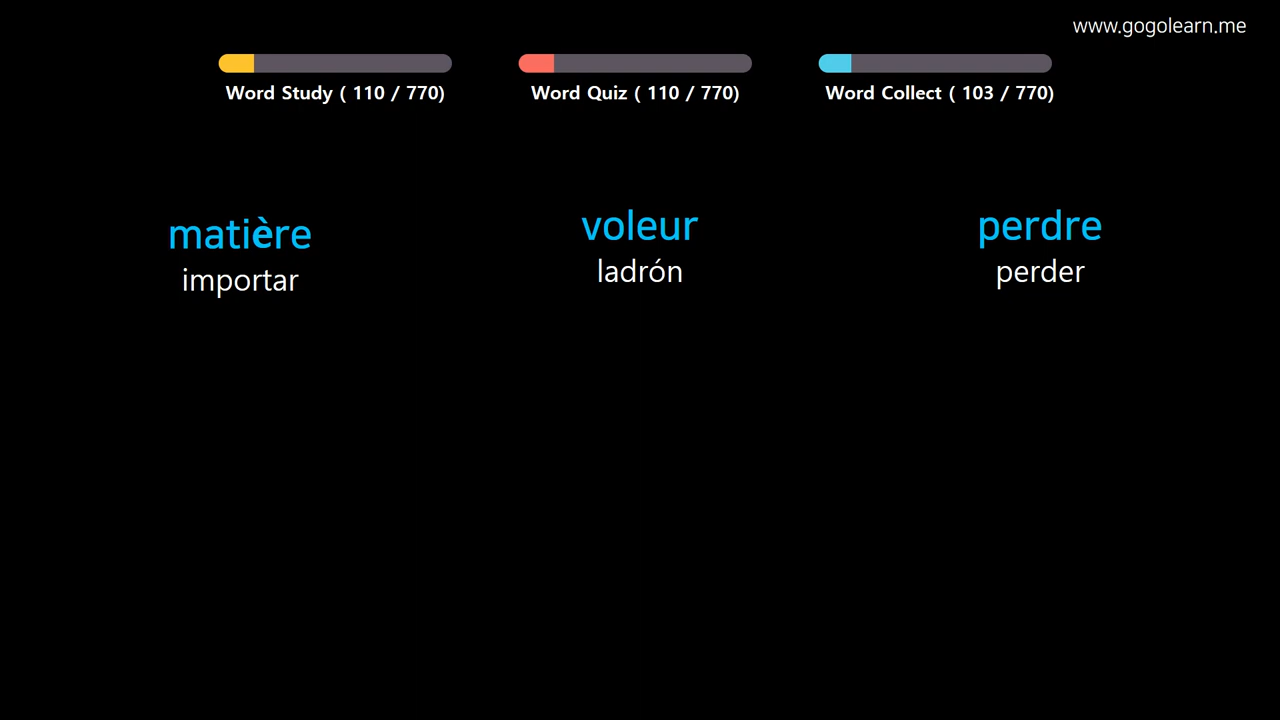 www.gogolearn.me
Word Study ( 110 / 770)
Word Quiz ( 110 / 770)
Word Collect ( 103 / 770)
matière
importar
voleur
ladrón
perdre
perder